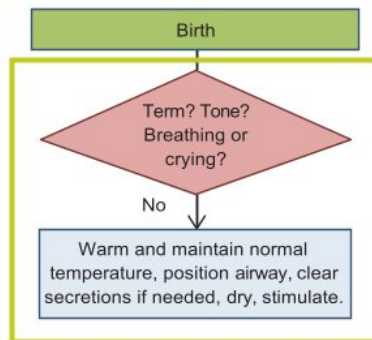 Birth
Term? Tone?
Breathing or
crying?
No
Warm and maintain normal
temperature, position airway, clear
secretions if needed, dry, stimulate.